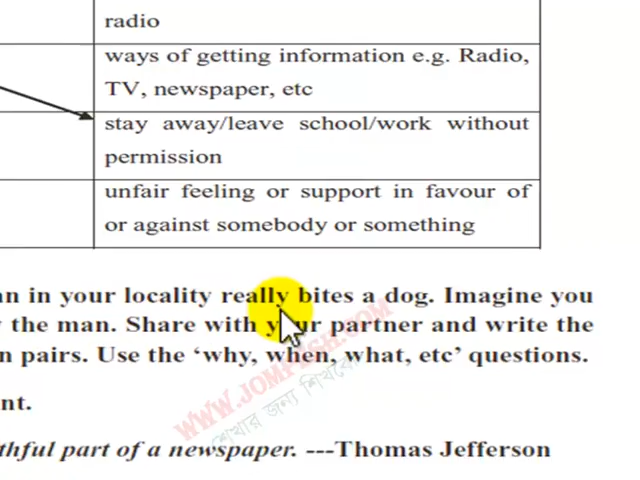 radio
ways of getting information e.g. Radio,
TV, newspaper, etc
stay away/leave school/work without
permission
unfair feeling or support in favour of
or against somebody or something
an in your locality really bites a dog. Imagine you
the man. Share with your partner and write the
n pairs. Use the ‘why, when, what, etc’ questions.
nt.
thful part of a newspaper. ---Thomas Jefferson
শেখার জন্য শিখবো